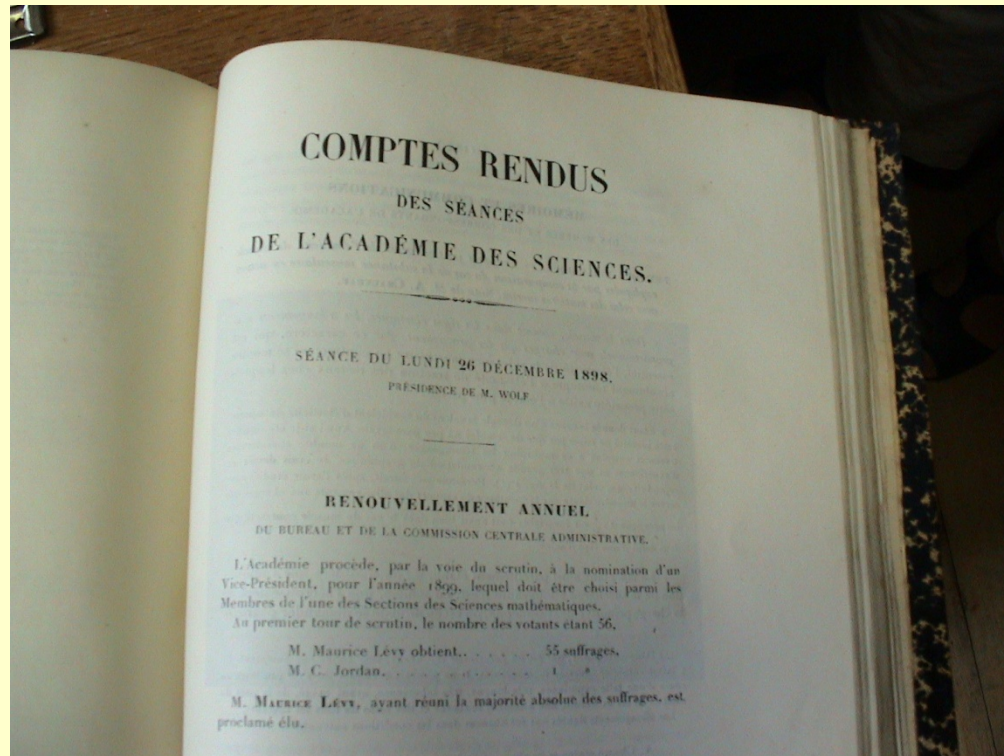 COMPTES RENDUS
DES SÉANCES
DE L'ACADÉMIE DES SCIENCES.
SÉANCE DU LUNDI 26 DÉCEMBRE 1898.
PRÉSIDENCE DE M. WOLF
RENOUVELLEMENT ANNUEL
DU BUREAU ET DE LA COMMISSION CENTRALE ADMINISTRATIVE.
L'Académie procède, par la voie du scrutin, à la nomination d'un
Vice-Président, pour l'année 1899, lequel doit être choisi parmi les
Membres de l'une des Sections des Sciences mathématiques.
Au premier tour de scrutin, le nombre des votants étant 56,
M. Maurice Lévy obtient. . . . . . 55 suffrages.
M. C. Jordan. . . . . . . . . . . . 1 »
M. MAURICE LÉVY, ayant réuni la majorité absolue des suffrages, est
proclamé élu.